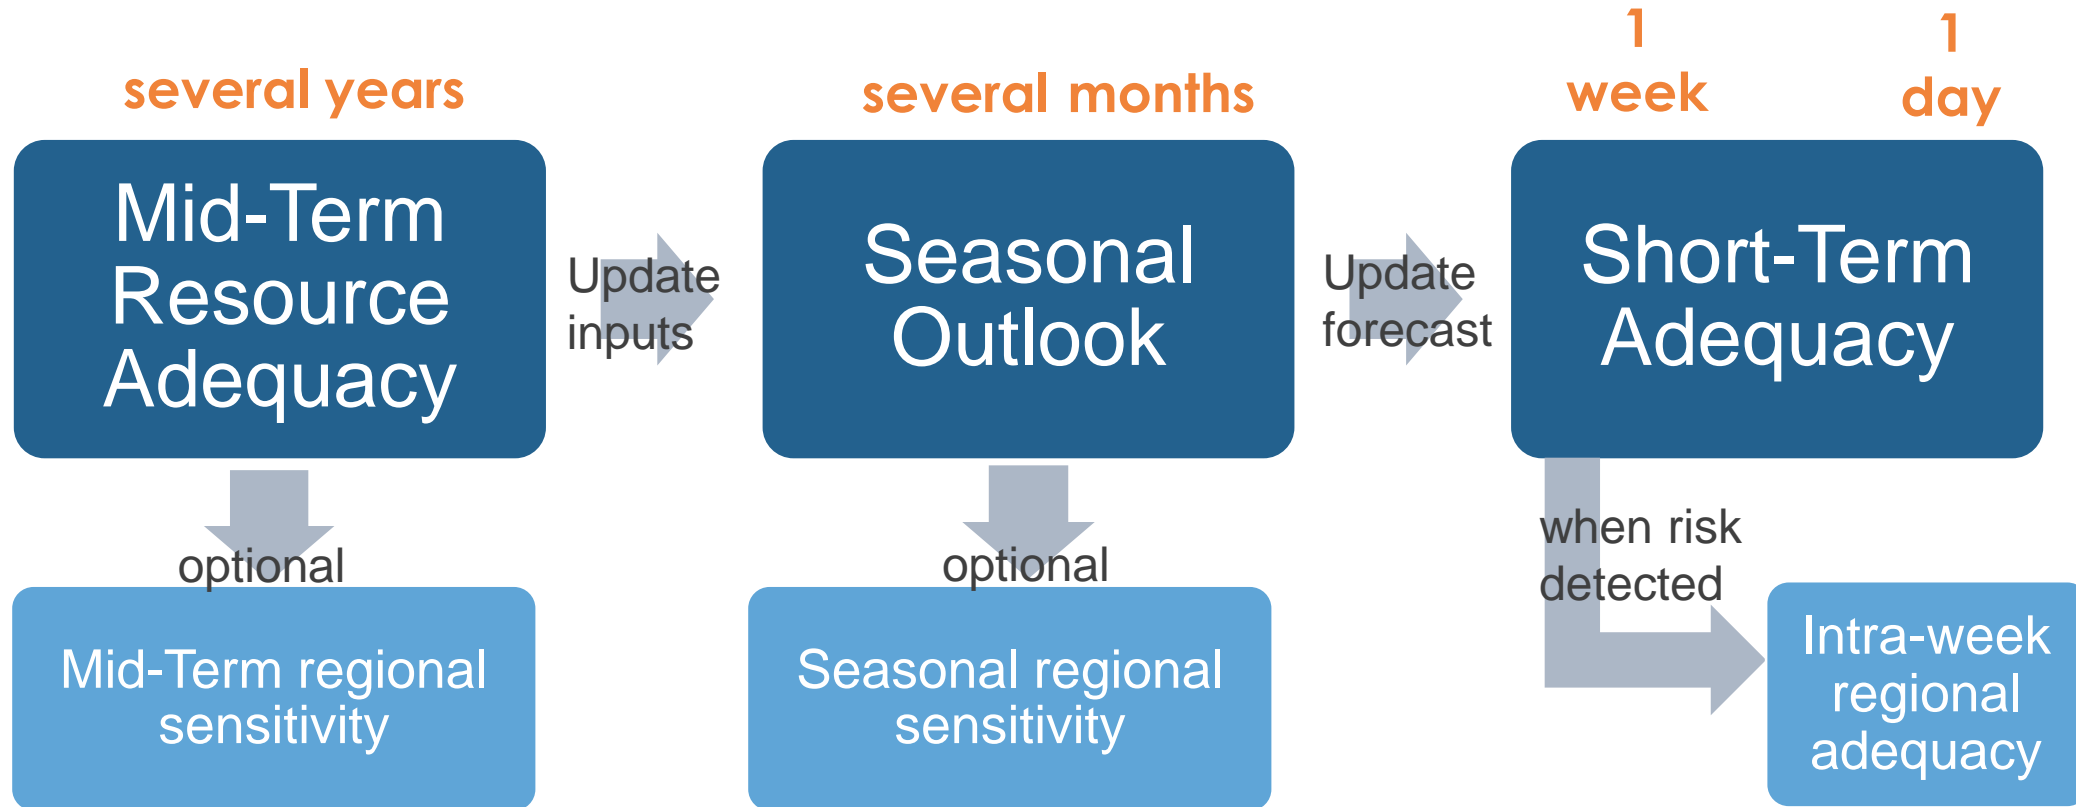 several years
several months
1
week
1
day
Mid-Term
Resource
Adequacy
Update
inputs
Seasonal
Outlook
Update
forecast
Short-Term
Adequacy
optional
optional
when risk
detected
Mid-Term regional
sensitivity
Seasonal regional
sensitivity
Intra-week
regional
adequacy